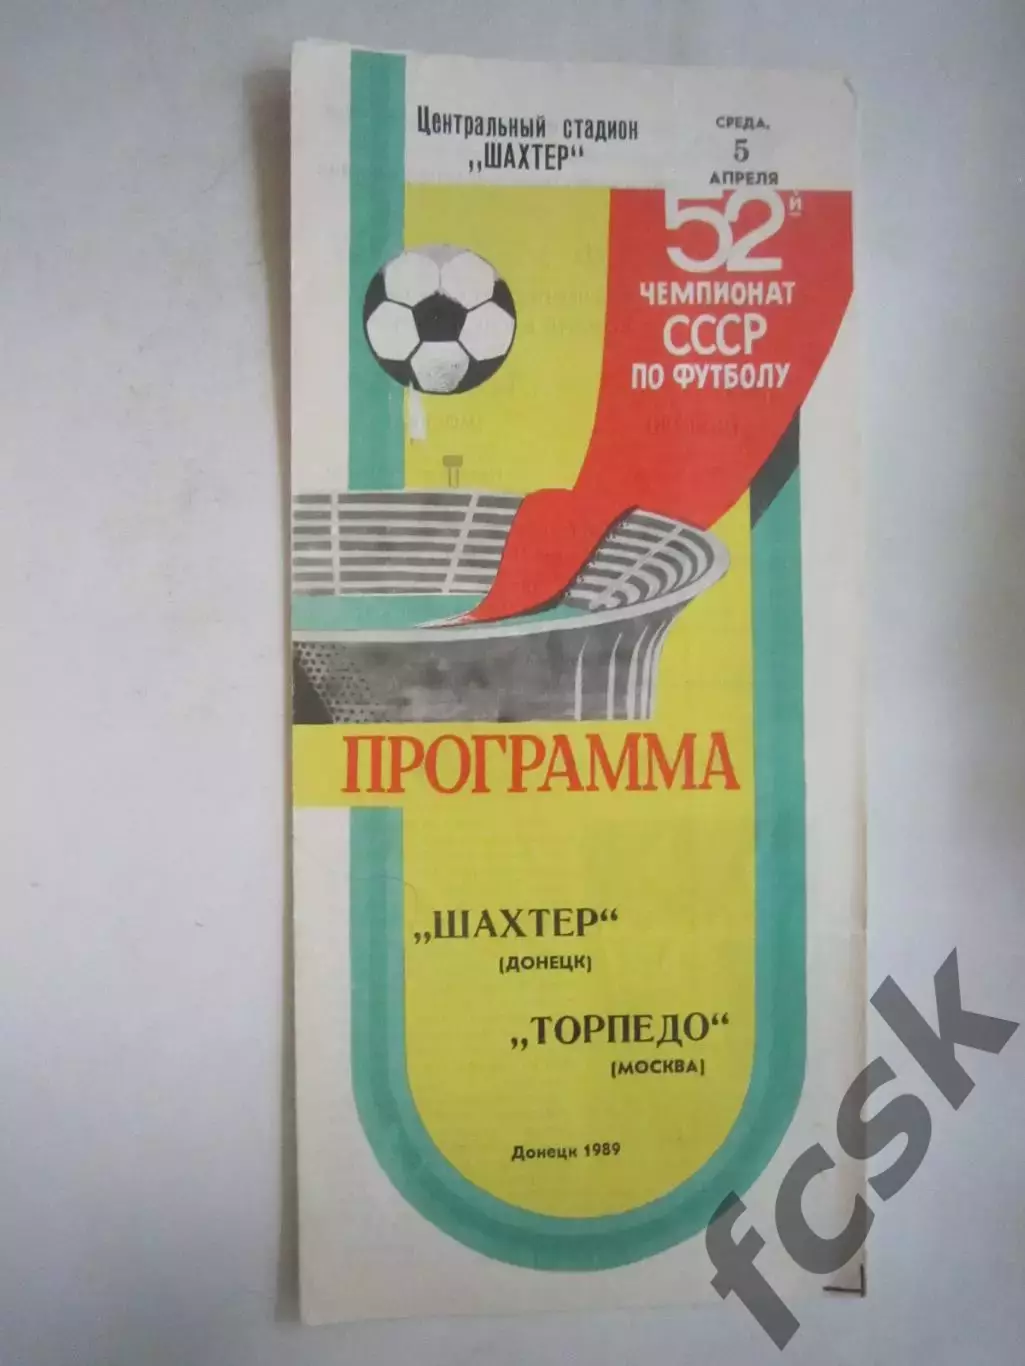 Центральный стадион
„ШАХТЕР“
СРЕДА,
5
АПРЕЛЯ
52й
ЧЕМПИОНАТ
СССР
ПО ФУТБОЛУ
ПРОГРАММА
„ШАХТЕР“
(ДОНЕЦК)
„ТОРПЕДО“
(МОСКВА)
Донецк 1989
fcsk